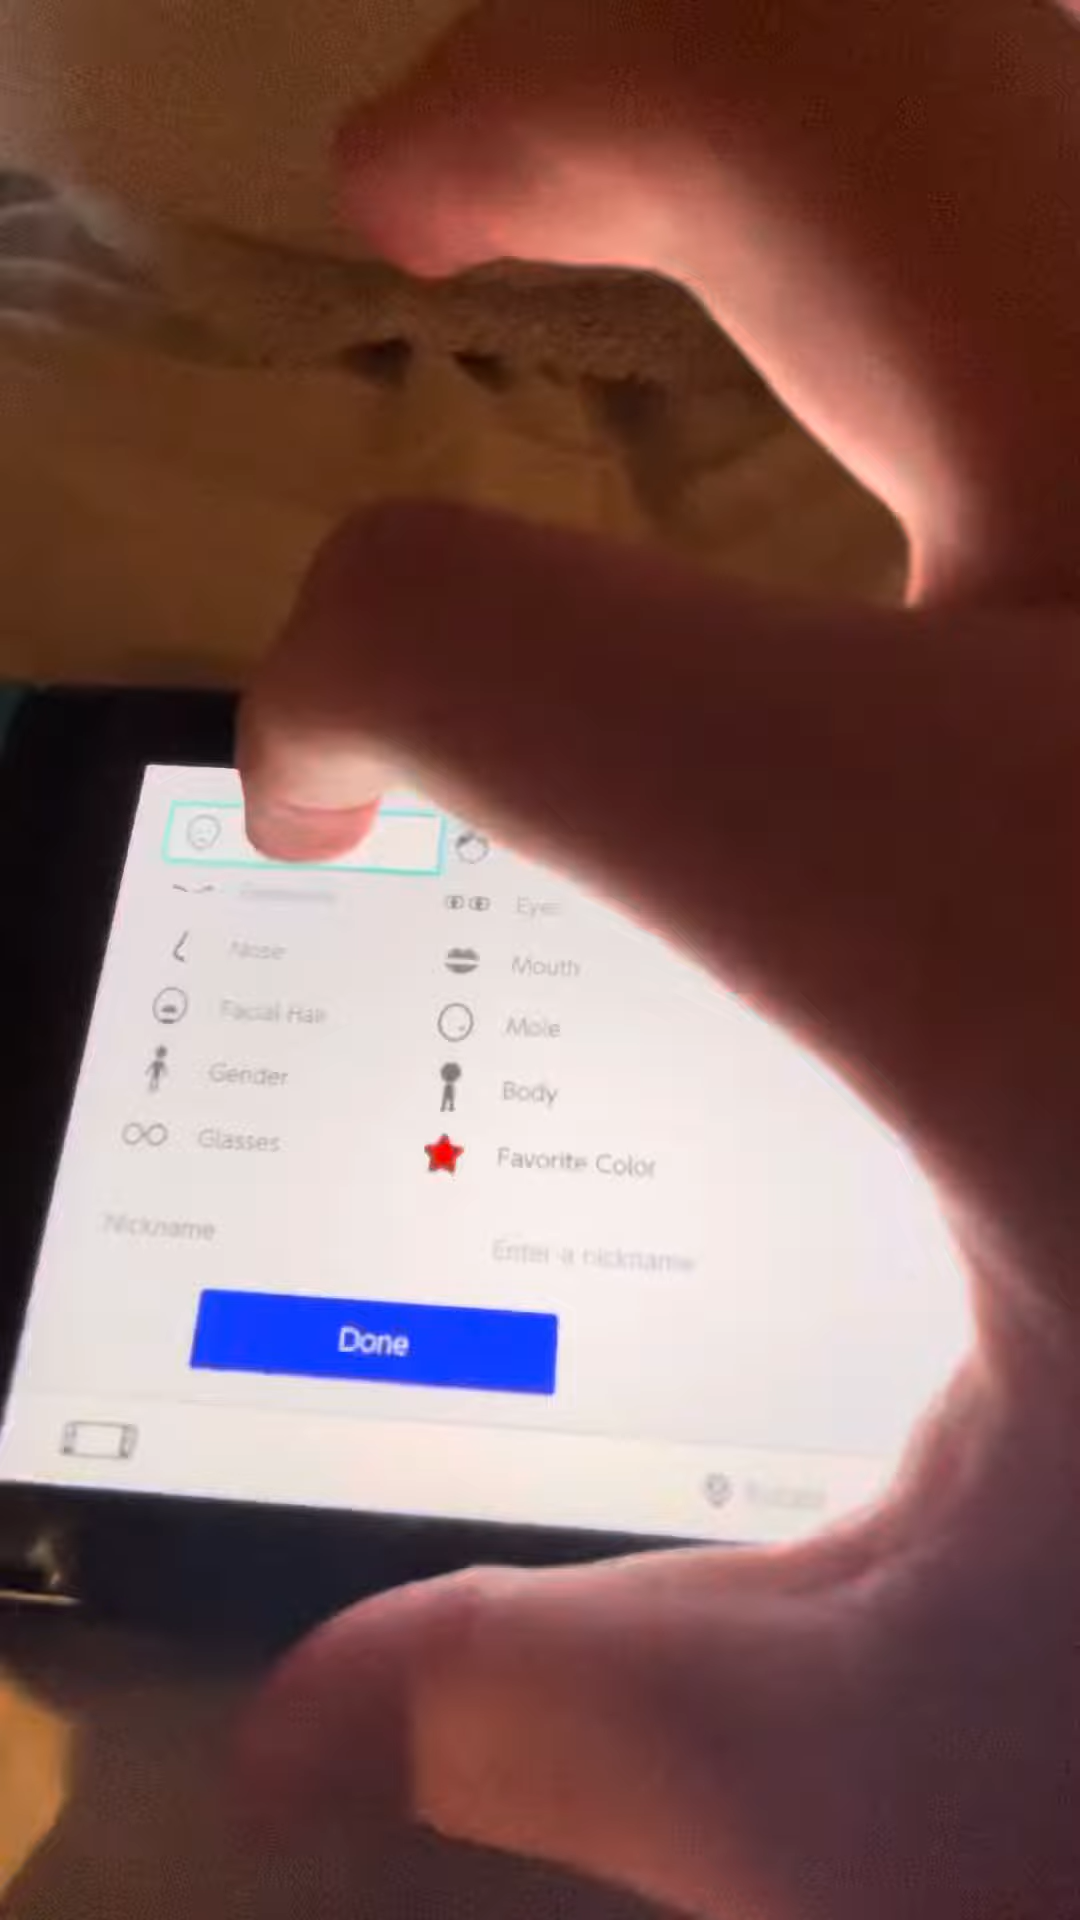 Eyes
Nose
Mouth
Facial Hair
Mole
Gender
Body
Glasses
Favorite Color
Nickname
Enter a nickname
Done